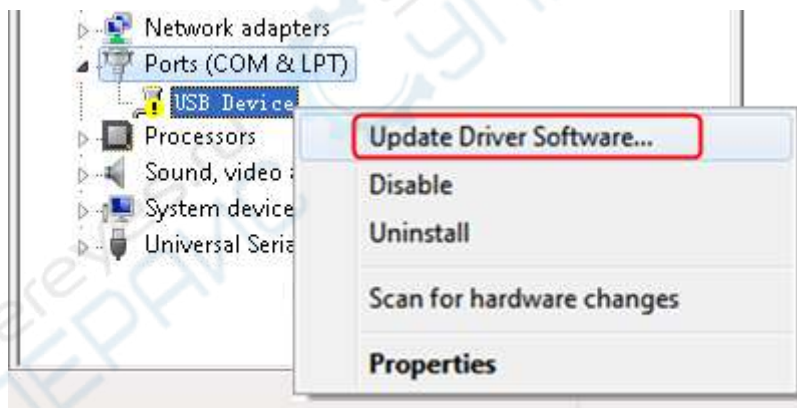 Network adapters
Ports (COM & LPT)
USB Device
Processors
Sound, video
System device
Universal Seria
Update Driver Software...
Disable
Uninstall
Scan for hardware changes
Properties